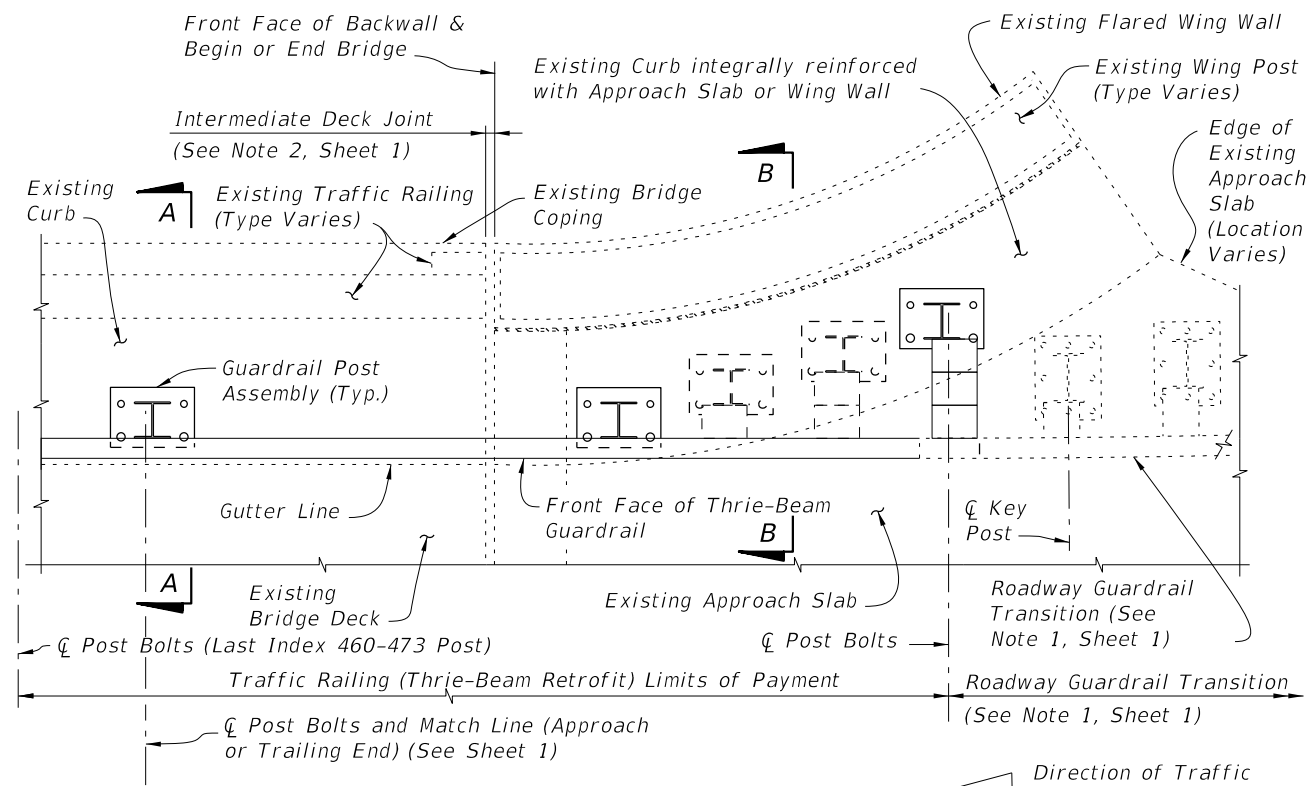 Front Face of Backwall &
Begin or End Bridge
Existing Flared Wing Wall
Existing Curb integrally reinforced
with Approach Slab or Wing Wall
Existing Wing Post
(Type Varies)
Intermediate Deck Joint
(See Note 2, Sheet 1)
Edge of
Existing
Approach
Slab
(Location
Varies)
Existing
Curb
A
Existing Traffic Railing
(Type Varies)
Existing Bridge
Coping
B
Guardrail Post
Assembly (Typ.)
Gutter Line
Front Face of Thrie-Beam
Guardrail
B
℄ Key
Post
A
Existing
Bridge Deck
Existing Approach Slab
Roadway Guardrail
Transition (See
Note 1, Sheet 1)
℄ Post Bolts (Last Index 460-473 Post)
℄ Post Bolts
Traffic Railing (Thrie-Beam Retrofit) Limits of Payment
Roadway Guardrail Transition
(See Note 1, Sheet 1)
℄ Post Bolts and Match Line (Approach
or Trailing End) (See Sheet 1)
Direction of Traffic